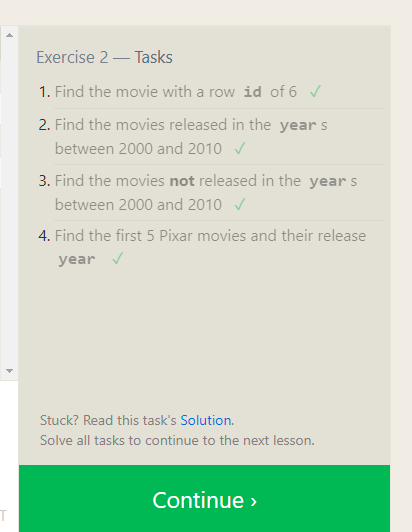 Exercise 2 — Tasks
1. Find the movie with a row id of 6 ✓
2. Find the movies released in the year s
between 2000 and 2010 ✓
3. Find the movies not released in the year s
between 2000 and 2010 ✓
4. Find the first 5 Pixar movies and their release
year ✓
Stuck? Read this task's Solution.
Solve all tasks to continue to the next lesson.
T
Continue ›